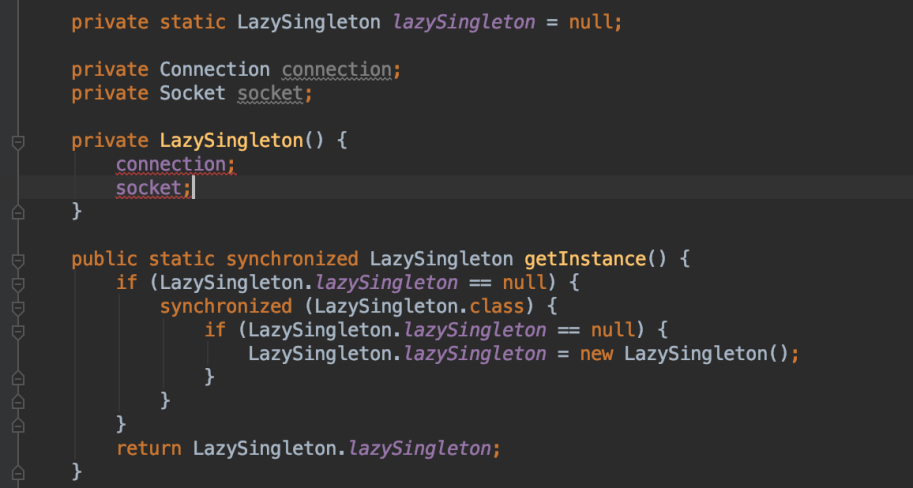 private static LazySingleton lazySingleton = null;
private Connection connection;
private Socket socket;
private LazySingleton() {
connection;
socket;
}
public static synchronized LazySingleton getInstance() {
if (LazySingleton.lazySingleton == null) {
synchronized (LazySingleton.class) {
if (LazySingleton.lazySingleton == null) {
LazySingleton.lazySingleton = new LazySingleton();
}
}
}
return LazySingleton.lazySingleton;
}